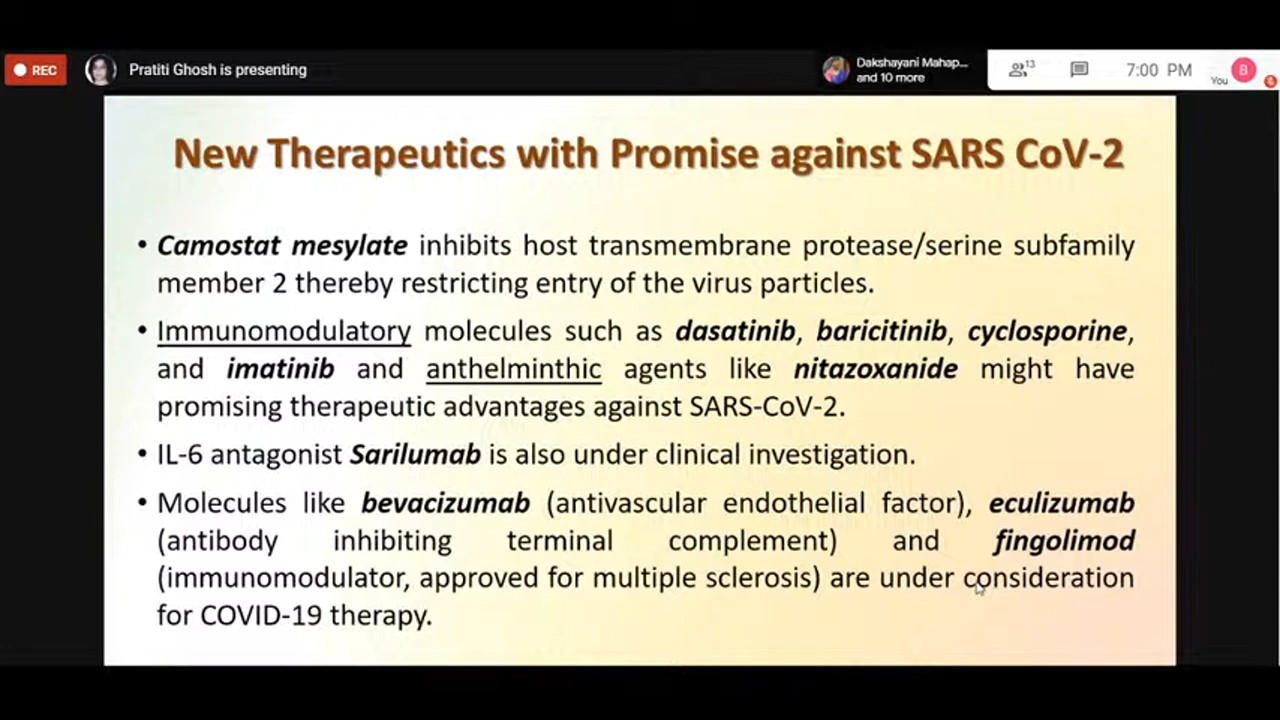 REC
Pratiti Ghosh is presenting
Dakshayani Mahap...
and 10 more
13
7:00 PM
You
B
New Therapeutics with Promise against SARS CoV-2
• Camostat mesylate inhibits host transmembrane protease/serine subfamily
member 2 thereby restricting entry of the virus particles.
• Immunomodulatory molecules such as dasatinib, baricitinib, cyclosporine,
and imatinib and anthelminthic agents like nitazoxanide might have
promising therapeutic advantages against SARS-CoV-2.
• IL-6 antagonist Sarilumab is also under clinical investigation.
• Molecules like bevacizumab (antivascular endothelial factor), eculizumab
(antibody inhibiting terminal complement) and fingolimod
(immunomodulator, approved for multiple sclerosis) are under consideration
for COVID-19 therapy.